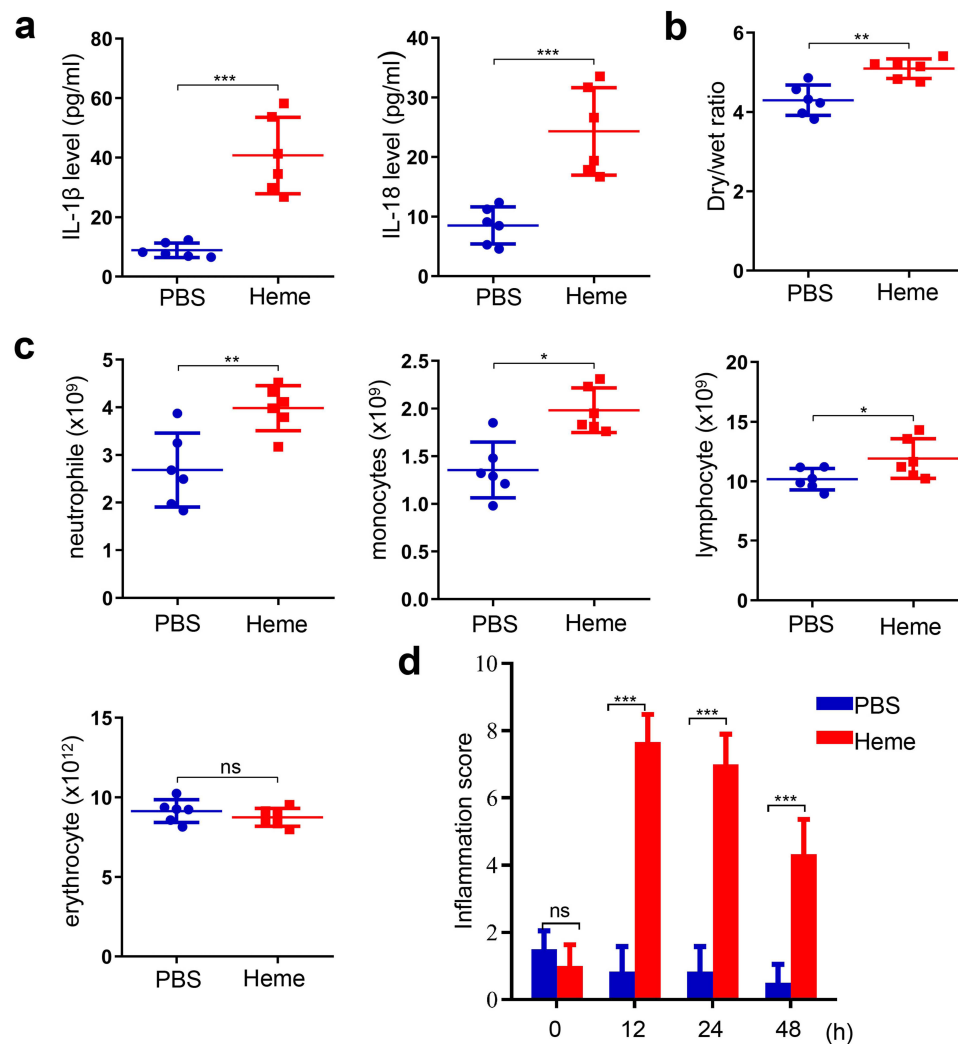 a
IL-1β level (pg/ml)
80
60
40
20
0
***
PBS
Heme
IL-18 level (pg/ml)
40
30
20
10
0
***
PBS
Heme
b
Dry/wet ratio
6
4
2
0
**
PBS
Heme
c
neutrophile (x10⁹)
5
4
3
2
1
0
**
PBS
Heme
monocytes (x10⁹)
2.5
2.0
1.5
1.0
0.5
0.0
*
PBS
Heme
lymphocyte (x10⁹)
20
15
10
5
0
*
PBS
Heme
erythrocyte (x10¹²)
15
10
5
0
ns
PBS
Heme
d
Inflammation score
10
8
6
4
2
0
ns
***
***
***
PBS
Heme
0
12
24
48
(h)